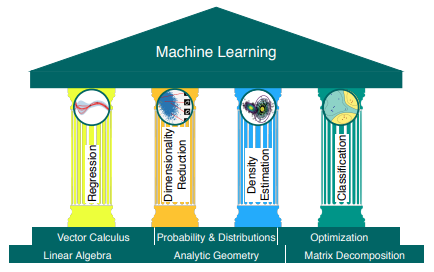 Machine Learning
Regression
Dimensionality
Reduction
Density
Estimation
Classification
Vector Calculus
Probability & Distributions
Optimization
Linear Algebra
Analytic Geometry
Matrix Decomposition